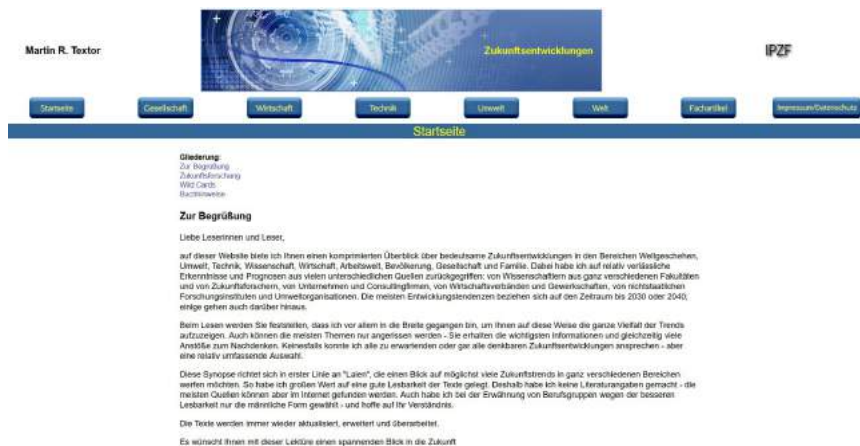 Martin R. Textor
Zukunftsentwicklungen
IPZF
Startseite
Gesellschaft
Wirtschaft
Technik
Umwelt
Welt
Fachartikel
Impressum/Datenschutz
Startseite
Gliederung:
Zur Begrüßung
Zukunftsforschung
Wild Cards
Buchhinweise
Zur Begrüßung
Liebe Leserinnen und Leser,
auf dieser Website biete ich Ihnen einen komprimierten Überblick über bedeutsame Zukunftsentwicklungen in den Bereichen Weltgeschehen,
Umwelt, Technik, Wissenschaft, Wirtschaft, Arbeitswelt, Bevölkerung, Gesellschaft und Familie. Dabei habe ich auf relativ verlässliche
Erkenntnisse und Prognosen aus vielen unterschiedlichen Quellen zurückgegriffen: von Wissenschaftlern aus ganz verschiedenen Fakultäten
und von Zukunftsforschern, von Unternehmen und Consultingfirmen, von Wirtschaftsverbänden und Gewerkschaften, von nichtstaatlichen
Forschungsinstituten und Umweltorganisationen. Die meisten Entwicklungstendenzen beziehen sich auf den Zeitraum bis 2030 oder 2040;
einige gehen auch darüber hinaus.
Beim Lesen werden Sie feststellen, dass ich vor allem in die Breite gegangen bin, um Ihnen auf diese Weise die ganze Vielfalt der Trends
aufzuzeigen. Auch können die meisten Themen nur angerissen werden - Sie erhalten die wichtigsten Informationen und gleichzeitig viele
Anstöße zum Nachdenken. Keinesfalls konnte ich alle zu erwartenden oder gar alle denkbaren Zukunftsentwicklungen ansprechen - aber
eine relativ umfassende Auswahl.
Diese Synopse richtet sich in erster Linie an "Laien", die einen Blick auf möglichst viele Zukunftstrends in ganz verschiedenen Bereichen
werfen möchten. So habe ich großen Wert auf eine gute Lesbarkeit der Texte gelegt. Deshalb habe ich keine Literaturangaben gemacht - die
meisten Quellen können aber im Internet gefunden werden. Auch habe ich bei der Erwähnung von Berufsgruppen wegen der besseren
Lesbarkeit nur die männliche Form gewählt - und hoffe auf Ihr Verständnis.
Die Texte werden immer wieder aktualisiert, erweitert und überarbeitet.
Es wünscht Ihnen mit dieser Lektüre einen spannenden Blick in die Zukunft